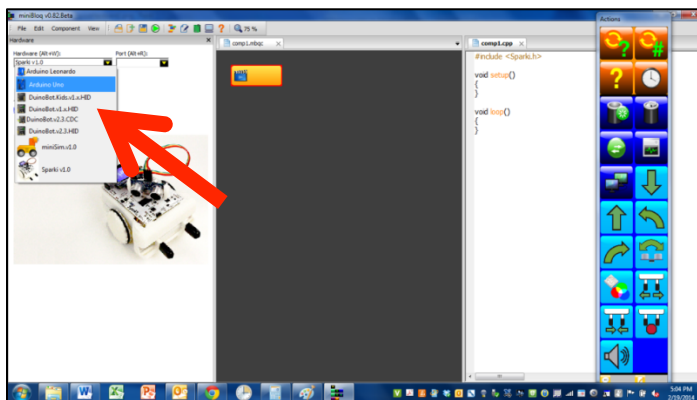 miniBloq v0.82.Beta
File Edit Component View 75 %
Hardware
Hardware (Alt+W): Port (Alt+R):
Sparki v1.0
Arduino Leonardo
Arduino Uno
DuinoBot.Kids.v1.x.HID
DuinoBot.v1.x.HID
DuinoBot.v2.3.CDC
DuinoBot.v2.3.HID
miniSim.v1.0
Sparki v1.0
comp1.mbqc
comp1.cpp
#include <Sparki.h>
void setup()
{
}
void loop()
{
}
Actions
5:04 PM
2/19/2014